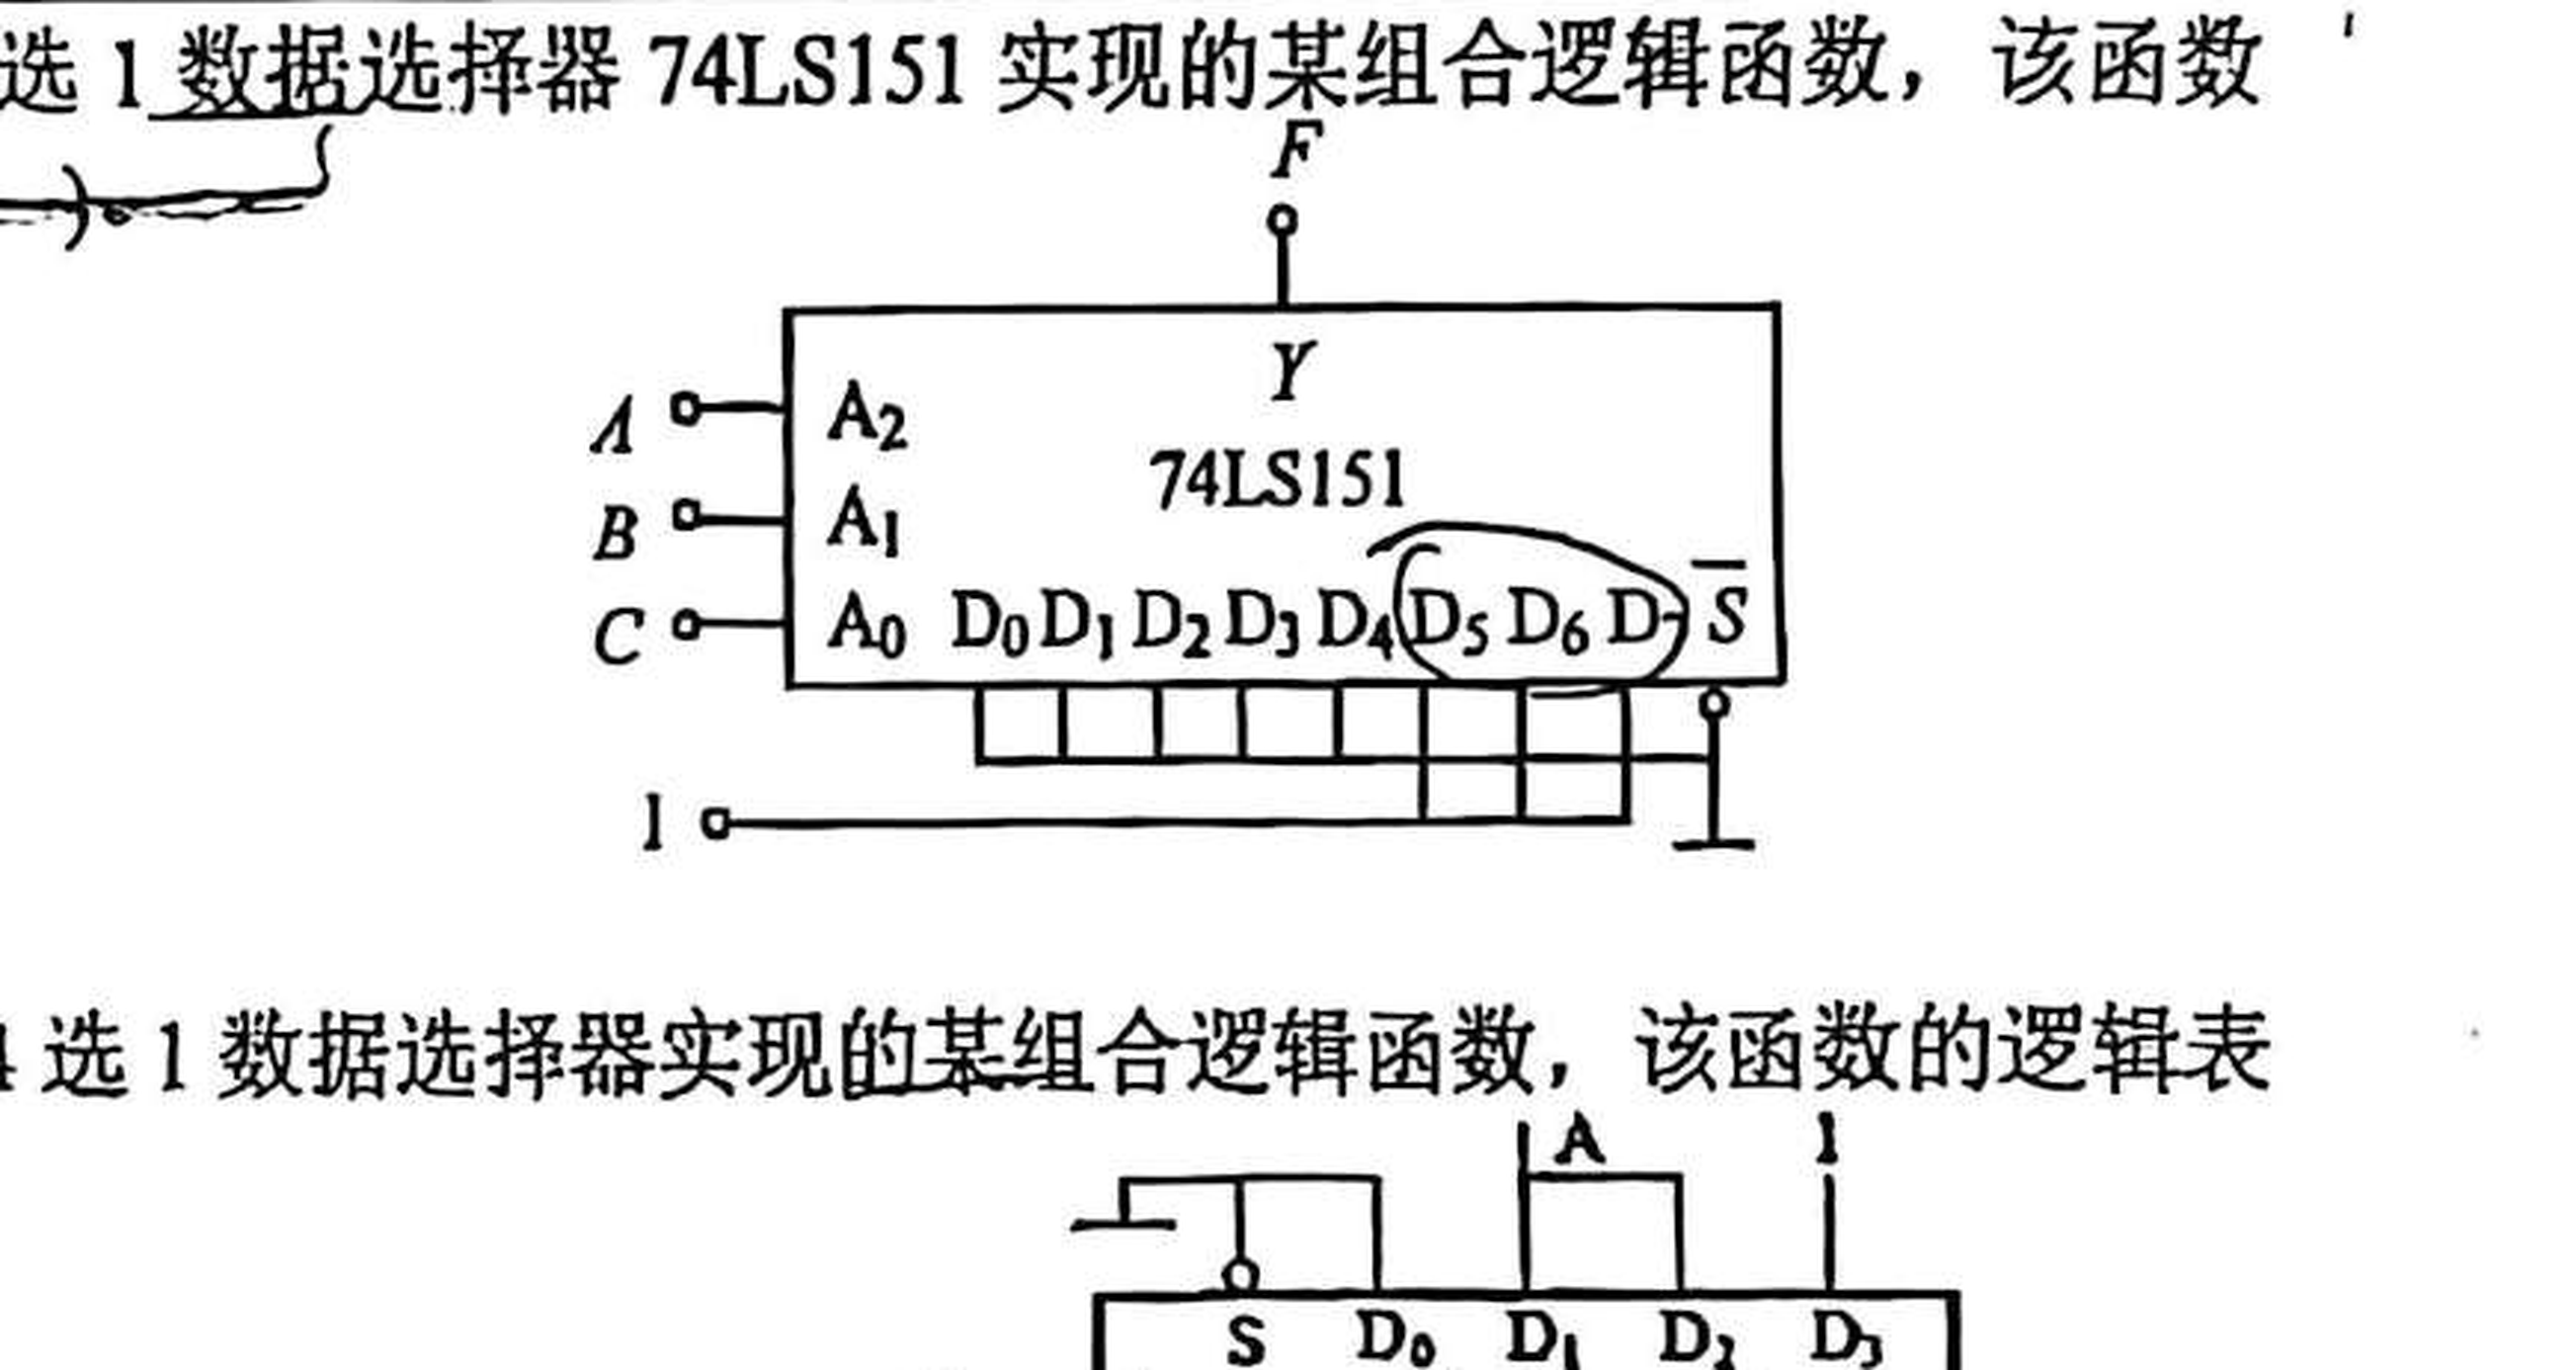 选 1 数据选择器 74LS151 实现的某组合逻辑函数，该函数
F
Y
A A₂
74LS151
B A₁
C A₀ D₀ D₁ D₂ D₃ D₄ D₅ D₆ D₇ S̅
1
4 选 1 数据选择器实现的某组合逻辑函数，该函数的逻辑表
A 1
S D₀ D₁ D₂ D₃